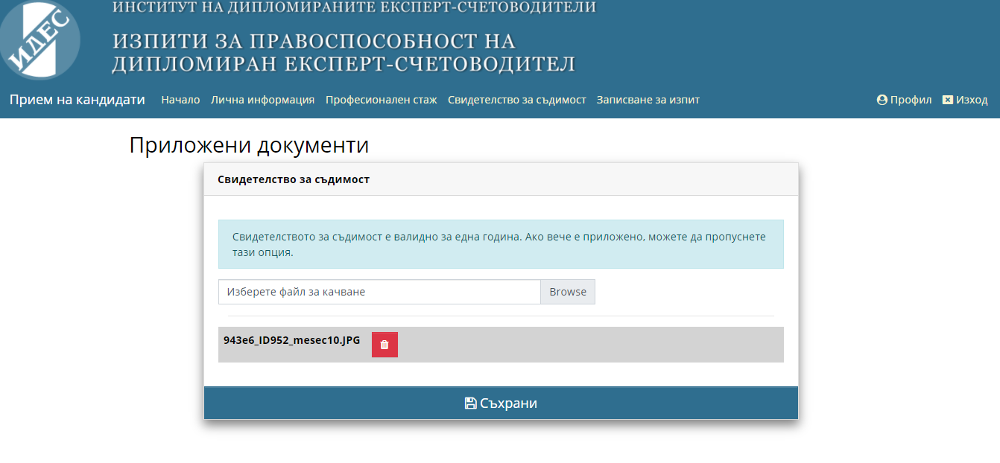 ИНСТИТУТ НА ДИПЛОМИРАНИТЕ ЕКСПЕРТ-СЧЕТОВОДИТЕЛИ
ИДЕС
ИЗПИТИ ЗА ПРАВОСПОСОБНОСТ НА
ДИПЛОМИРАН ЕКСПЕРТ-СЧЕТОВОДИТЕЛ
Прием на кандидати Начало Лична информация Професионален стаж Свидетелство за съдимост Записване за изпит Профил Изход
Приложени документи
Свидетелство за съдимост
Свидетелството за съдимост е валидно за една година. Ако вече е приложено, можете да пропуснете
тази опция.
Изберете файл за качване Browse
943e6_ID952_mesec10.JPG
Съхрани